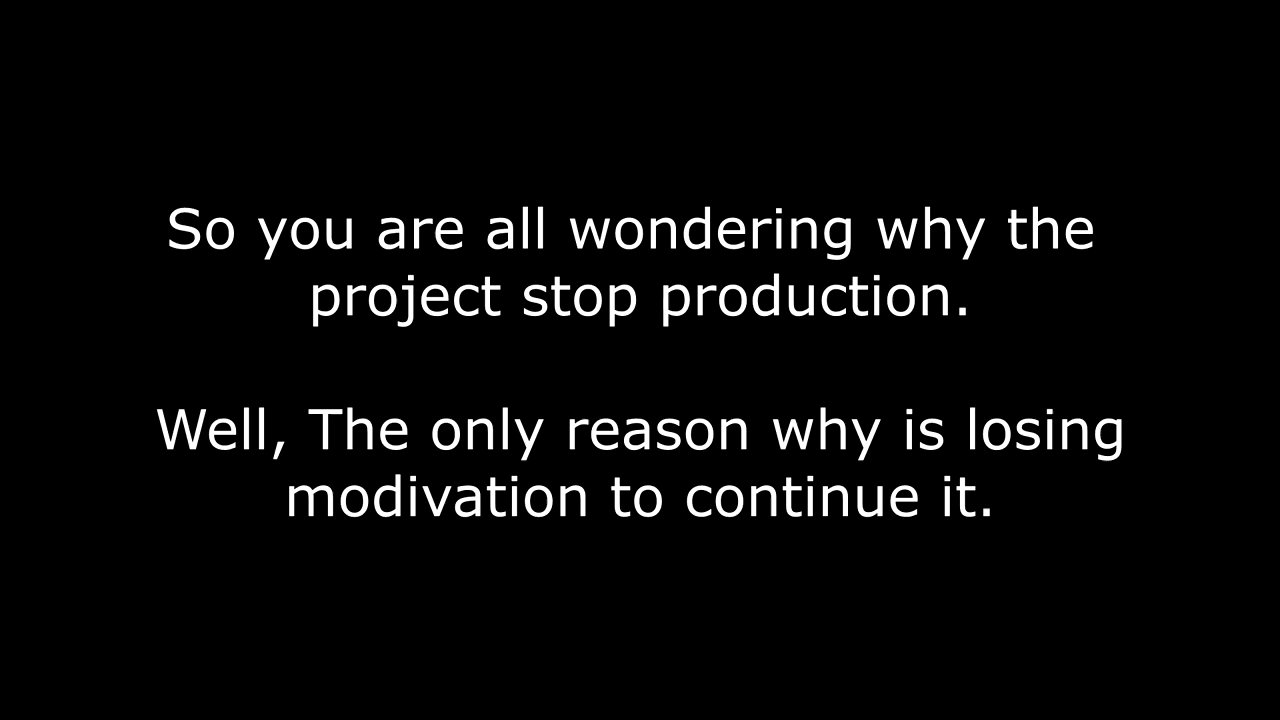 So you are all wondering why the
project stop production.
Well, The only reason why is losing
modivation to continue it.